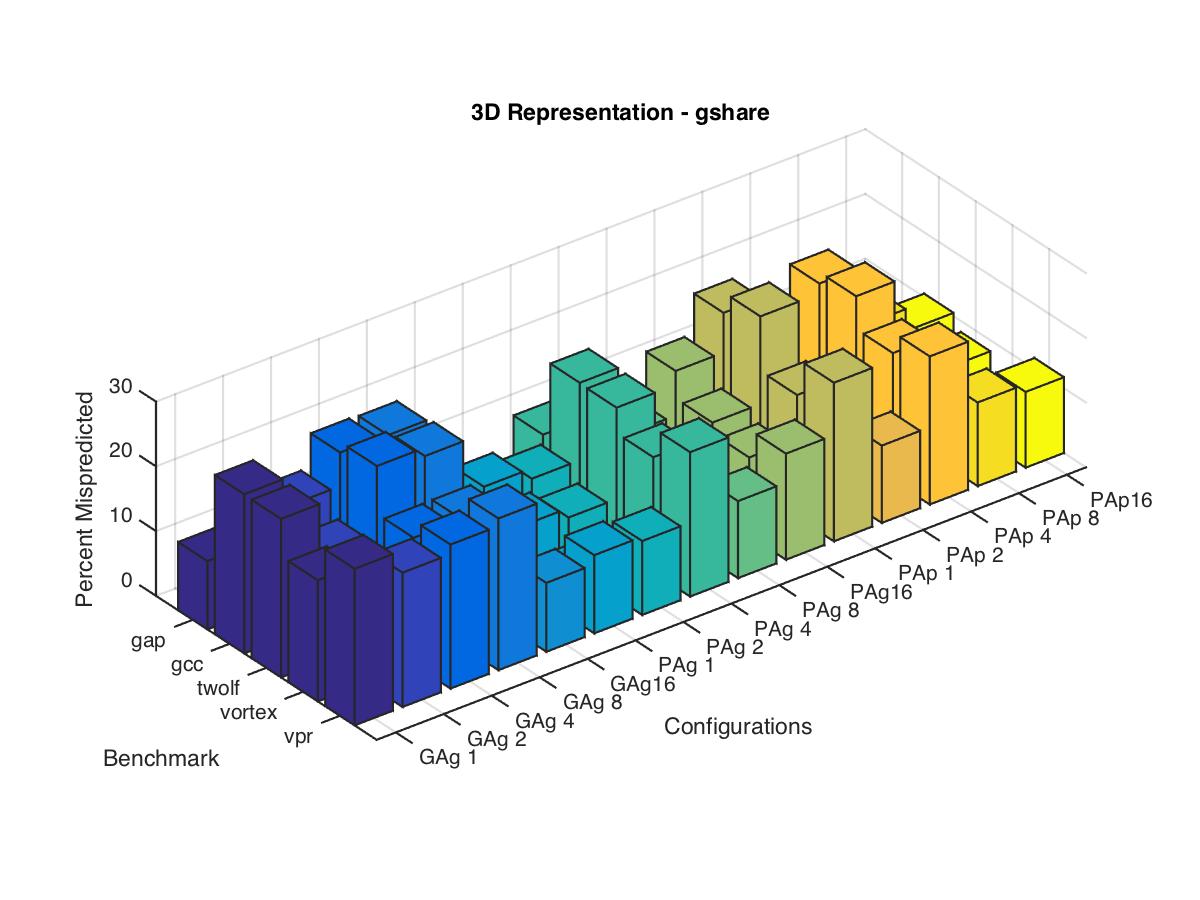 3D Representation - gshare
Percent Mispredicted
30
20
10
0
gap
gcc
twolf
vortex
vpr
Benchmark
GAg 1
GAg 2
GAg 4
GAg 8
GAg16
PAg 1
PAg 2
PAg 4
PAg 8
PAg16
PAp 1
PAp 2
PAp 4
PAp 8
PAp16
Configurations